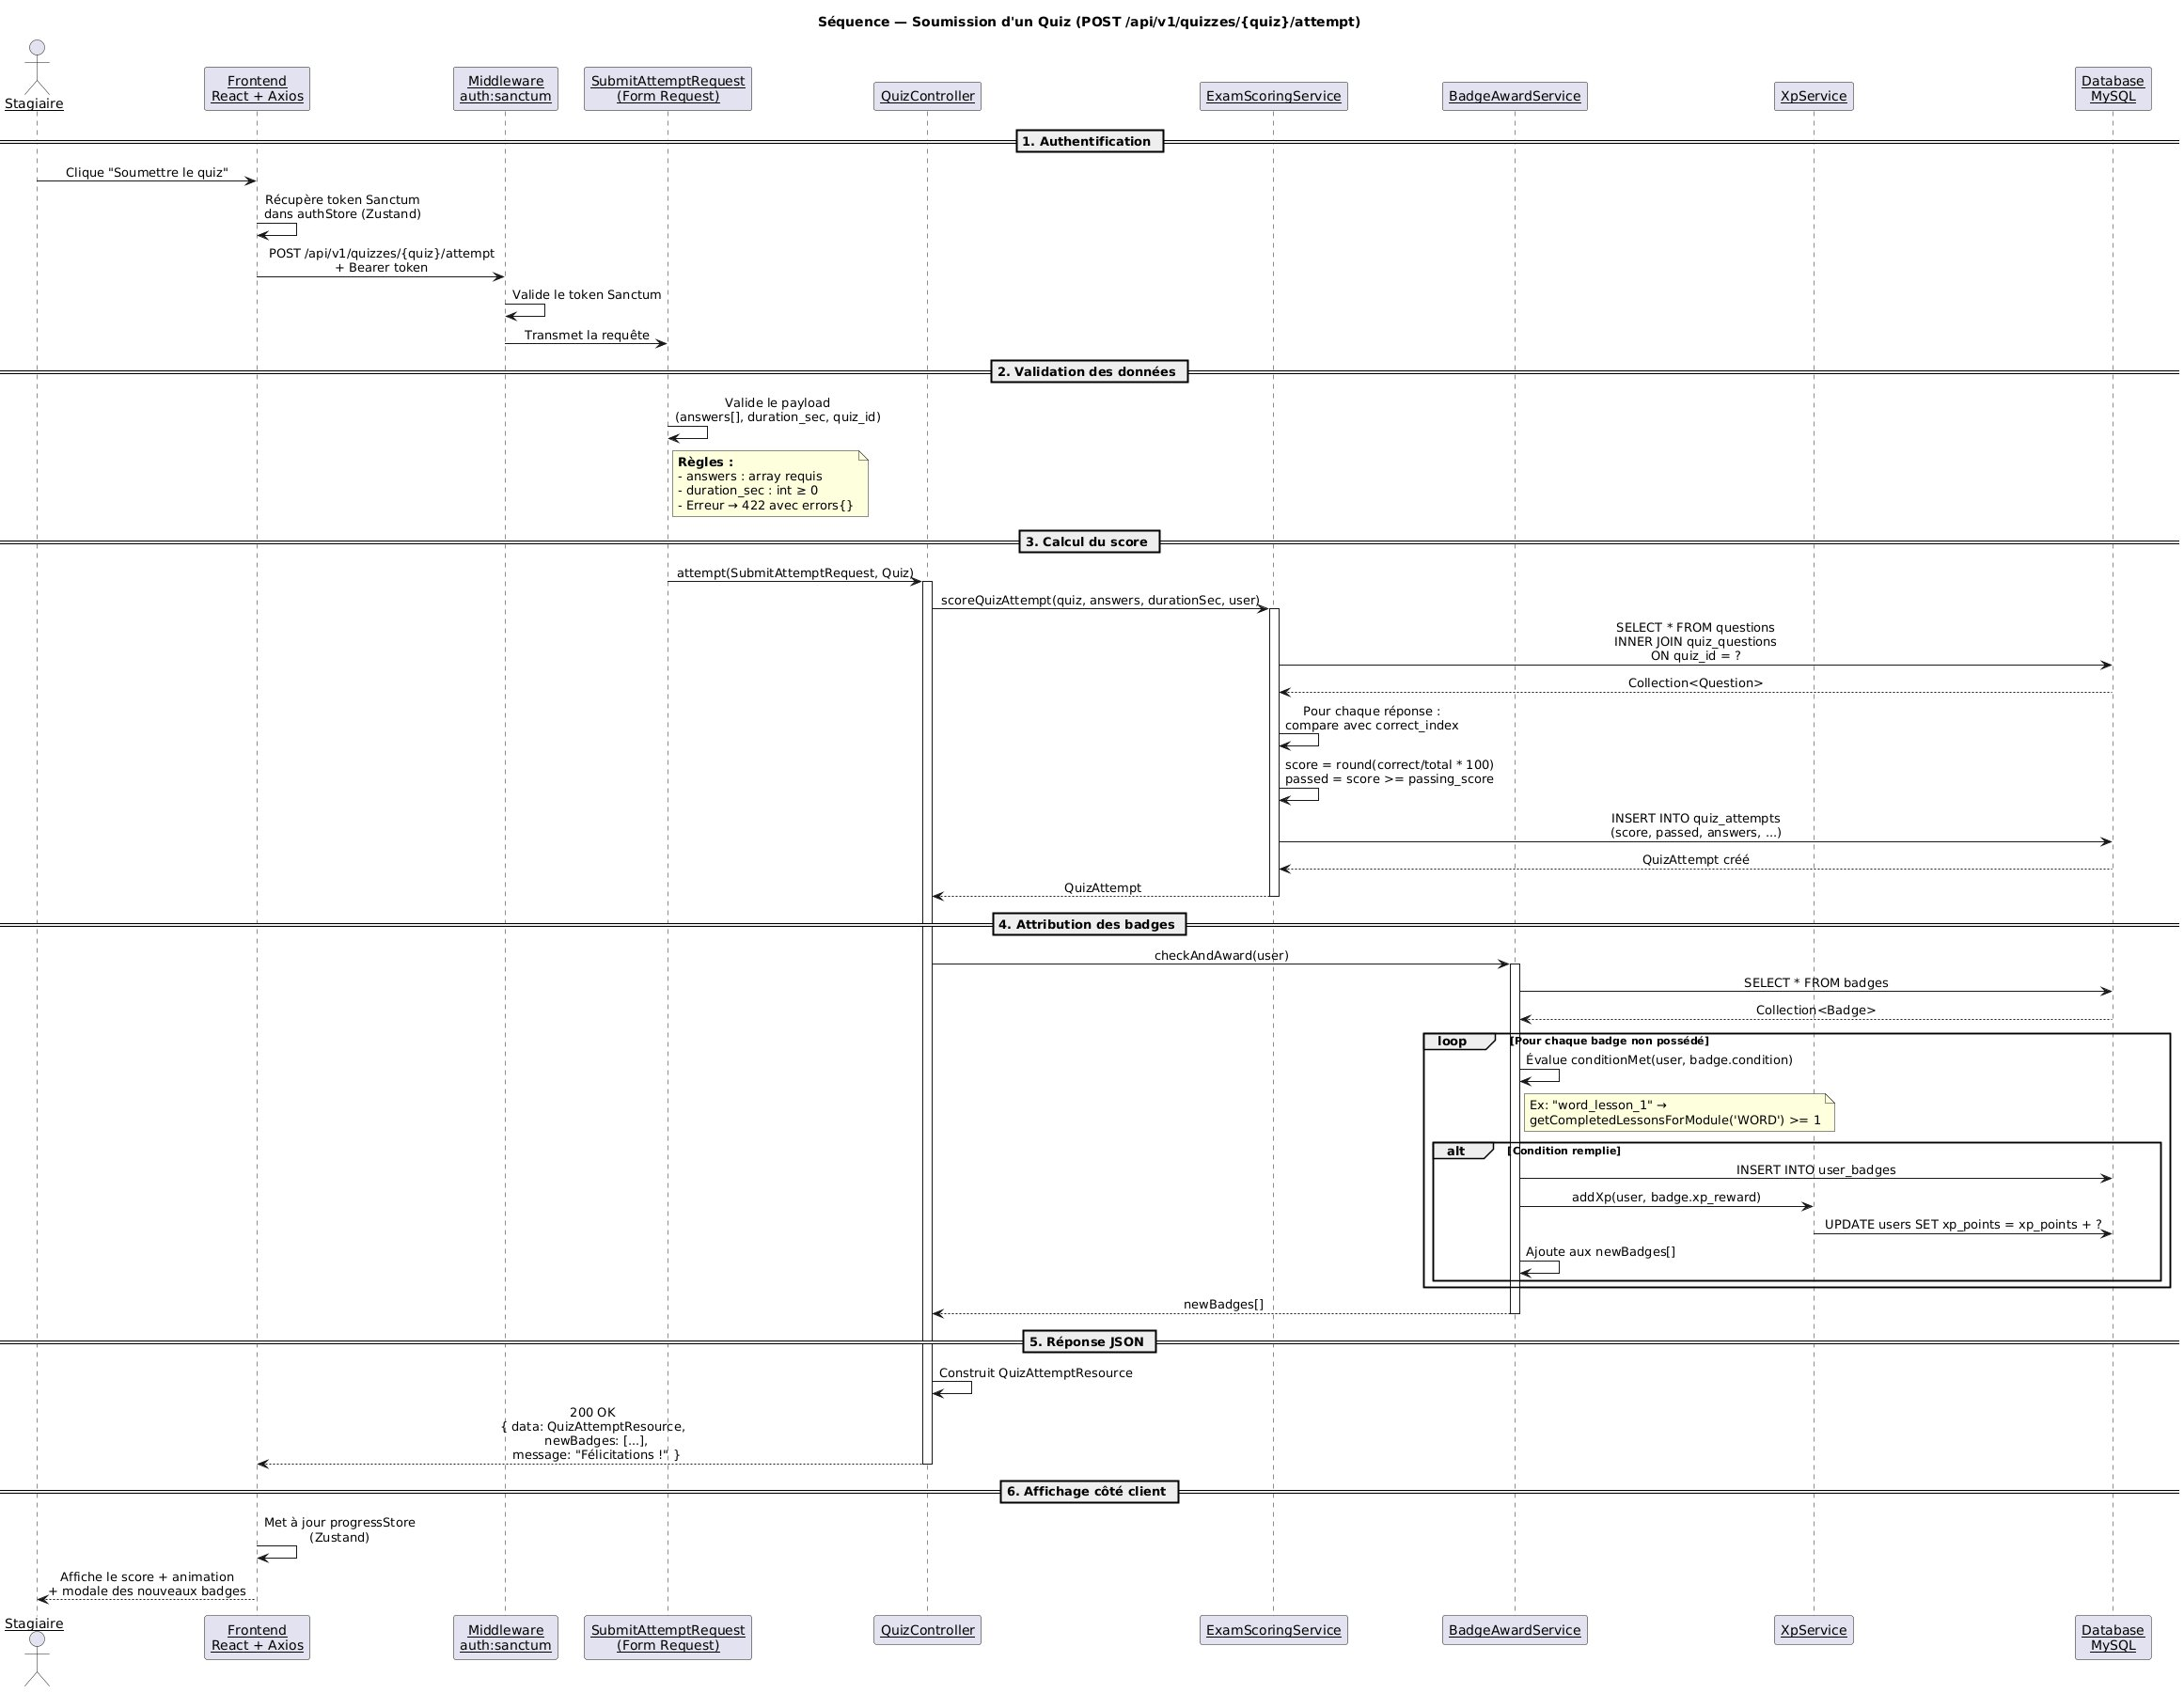 Séquence — Soumission d'un Quiz (POST /api/v1/quizzes/{quiz}/attempt)
Stagiaire
Frontend
React + Axios
Middleware
auth:sanctum
SubmitAttemptRequest
(Form Request)
QuizController
ExamScoringService
BadgeAwardService
XpService
Database
MySQL
1. Authentification
Clique "Soumettre le quiz"
Récupère token Sanctum
dans authStore (Zustand)
POST /api/v1/quizzes/{quiz}/attempt
+ Bearer token
Valide le token Sanctum
Transmet la requête
2. Validation des données
Valide le payload
(answers[], duration_sec, quiz_id)
Règles :
- answers : array requis
- duration_sec : int ≥ 0
- Erreur → 422 avec errors{}
3. Calcul du score
attempt(SubmitAttemptRequest, Quiz)
scoreQuizAttempt(quiz, answers, durationSec, user)
SELECT * FROM questions
INNER JOIN quiz_questions
ON quiz_id = ?
Collection<Question>
Pour chaque réponse :
compare avec correct_index
score = round(correct/total * 100)
passed = score >= passing_score
INSERT INTO quiz_attempts
(score, passed, answers, ...)
QuizAttempt créé
QuizAttempt
4. Attribution des badges
checkAndAward(user)
SELECT * FROM badges
Collection<Badge>
loop [Pour chaque badge non possédé]
Évalue conditionMet(user, badge.condition)
Ex: "word_lesson_1" →
getCompletedLessonsForModule('WORD') >= 1
alt [Condition remplie]
INSERT INTO user_badges
addXp(user, badge.xp_reward)
UPDATE users SET xp_points = xp_points + ?
Ajoute aux newBadges[]
newBadges[]
5. Réponse JSON
Construit QuizAttemptResource
200 OK
{ data: QuizAttemptResource,
newBadges: [...],
message: "Félicitations !" }
6. Affichage côté client
Met à jour progressStore
(Zustand)
Affiche le score + animation
+ modale des nouveaux badges
Stagiaire
Frontend
React + Axios
Middleware
auth:sanctum
SubmitAttemptRequest
(Form Request)
QuizController
ExamScoringService
BadgeAwardService
XpService
Database
MySQL